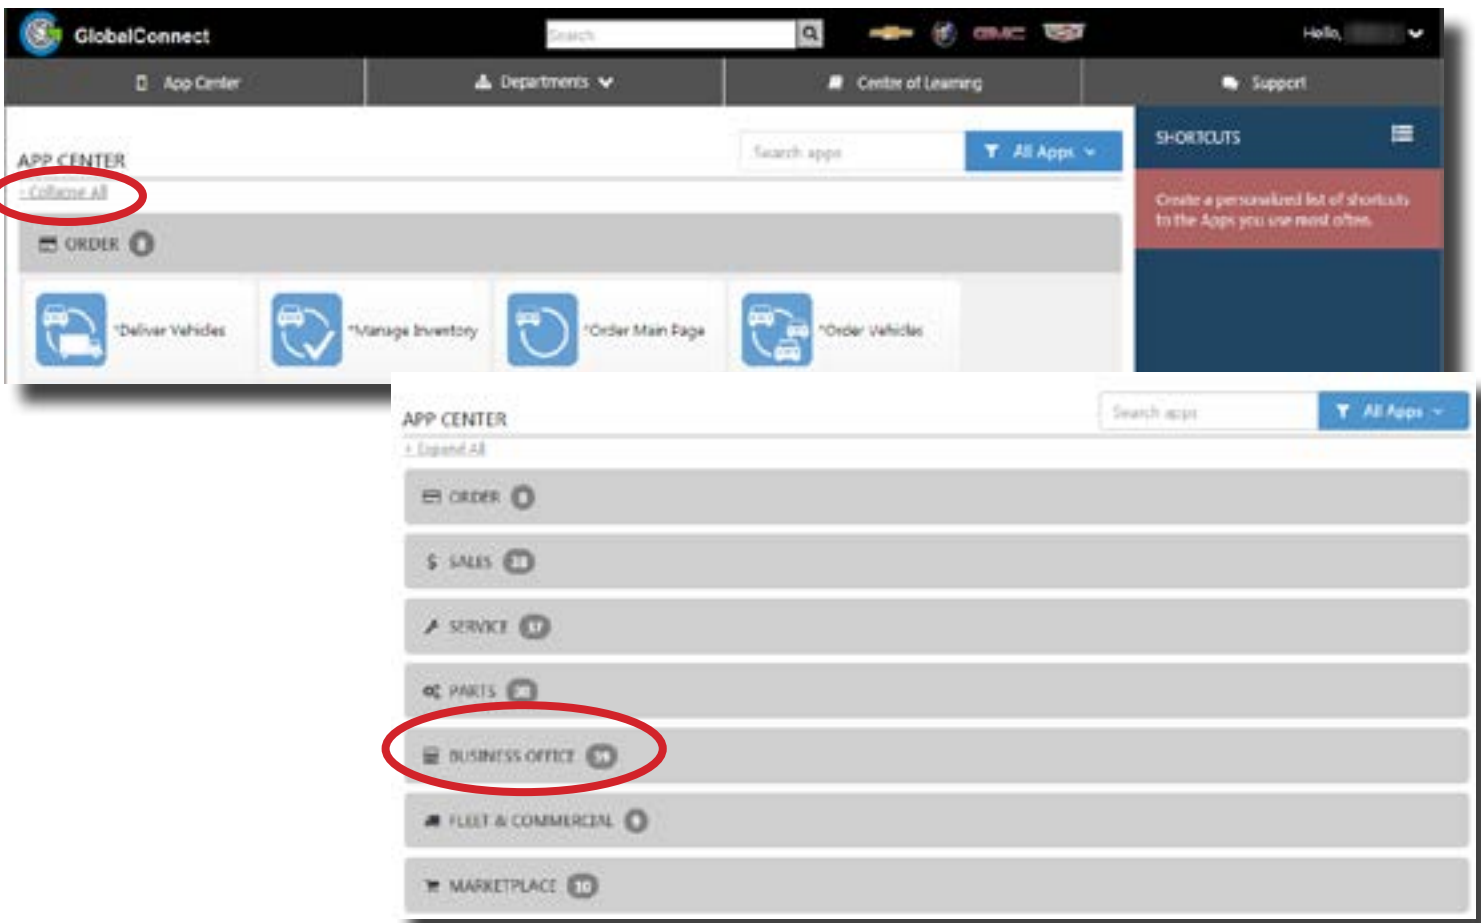 GlobalConnect
Search
GMC
Hello,
App Center
Departments
Center of Learning
Support
APP CENTER
Search apps
All Apps
SHORTCUTS
- Collapse All
Create a personalized list of shortcuts
to the Apps you use most often.
ORDER
*Deliver Vehicles
*Manage Inventory
*Order Main Page
*Order Vehicles
APP CENTER
Search apps
All Apps
+ Expand All
ORDER
$ SALES
SERVICE
PARTS
BUSINESS OFFICE
FLEET & COMMERCIAL
MARKETPLACE 10